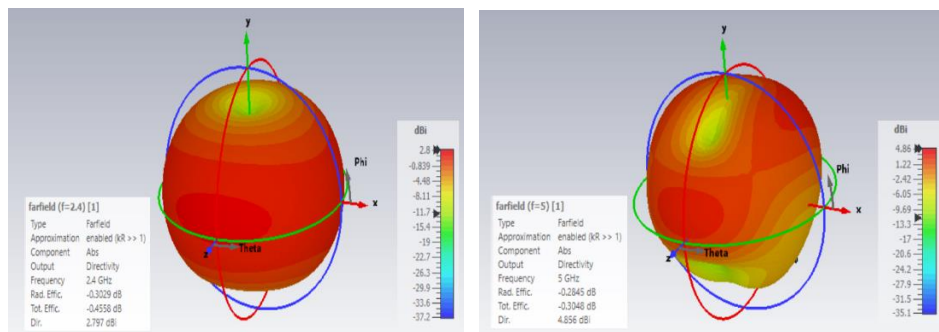 y
dBi
2.8
-0.839
-4.48
-8.11
-11.7
-15.4
-19
-22.7
-26.3
-29.9
-33.6
-37.2
Phi
x
z
Theta
farfield (f=2.4) [1]
Type Farfield
Approximation enabled (kR >> 1)
Component Abs
Output Directivity
Frequency 2.4 GHz
Rad. Effic. -0.3029 dB
Tot. Effic. -0.4558 dB
Dir. 2.797 dBi
y
dBi
4.86
1.22
-2.42
-6.05
-9.69
-13.3
-17
-20.6
-24.2
-27.9
-31.5
-35.1
Phi
x
z
Theta
farfield (f=5) [1]
Type Farfield
Approximation enabled (kR >> 1)
Component Abs
Output Directivity
Frequency 5 GHz
Rad. Effic. -0.2845 dB
Tot. Effic. -0.3048 dB
Dir. 4.856 dBi